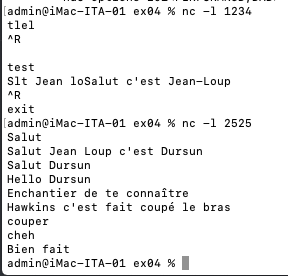 [admin@iMac-ITA-01 ex04 % nc -l 1234
tlel
^R
test
Slt Jean loSalut c'est Jean-Loup
^R
exit
[admin@iMac-ITA-01 ex04 % nc -l 2525
Salut
Salut Jean Loup c'est Dursun
Salut Dursun
Hello Dursun
Enchantier de te connaître
Hawkins c'est fait coupé le bras
couper
cheh
Bien fait
admin@iMac-ITA-01 ex04 %